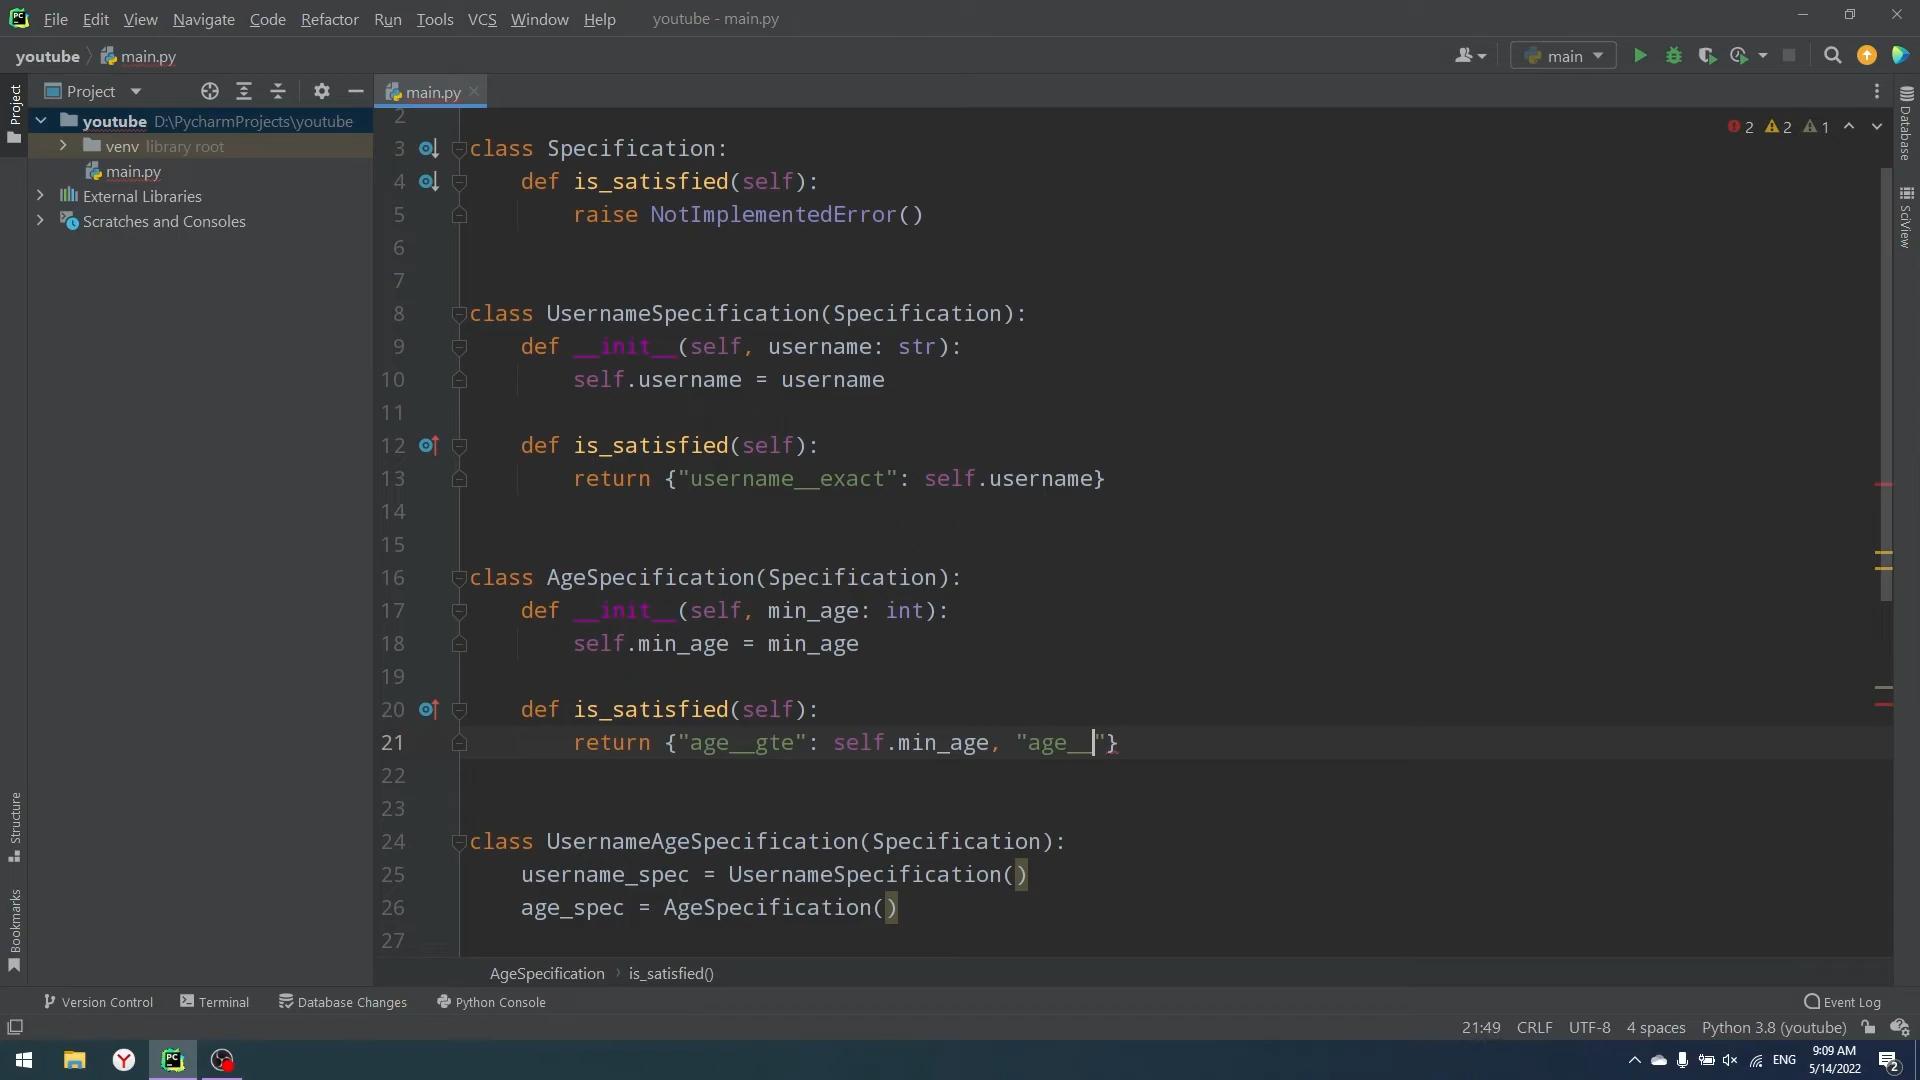 File Edit View Navigate Code Refactor Run Tools VCS Window Help youtube - main.py
youtube main.py main
Project main.py
youtube D:\PycharmProjects\youtube
venv library root
main.py
External Libraries
Scratches and Consoles
Project
Structure
Bookmarks
Database
SciView
2 2 1
2
3 class Specification:
4 def is_satisfied(self):
5 raise NotImplementedError()
6
7
8 class UsernameSpecification(Specification):
9 def __init__(self, username: str):
10 self.username = username
11
12 def is_satisfied(self):
13 return {"username__exact": self.username}
14
15
16 class AgeSpecification(Specification):
17 def __init__(self, min_age: int):
18 self.min_age = min_age
19
20 def is_satisfied(self):
21 return {"age__gte": self.min_age, "age__"}
22
23
24 class UsernameAgeSpecification(Specification):
25 username_spec = UsernameSpecification()
26 age_spec = AgeSpecification()
27
AgeSpecification is_satisfied()
Version Control Terminal Database Changes Python Console Event Log
21:49 CRLF UTF-8 4 spaces Python 3.8 (youtube)
ENG 9:09 AM
5/14/2022 2